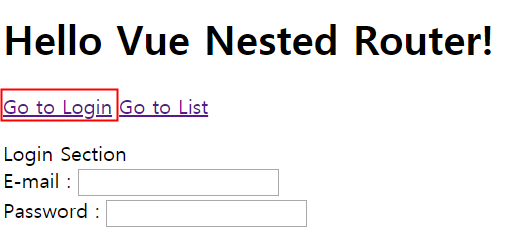 Hello Vue Nested Router!
Go to Login Go to List
Login Section
E-mail :
Password :